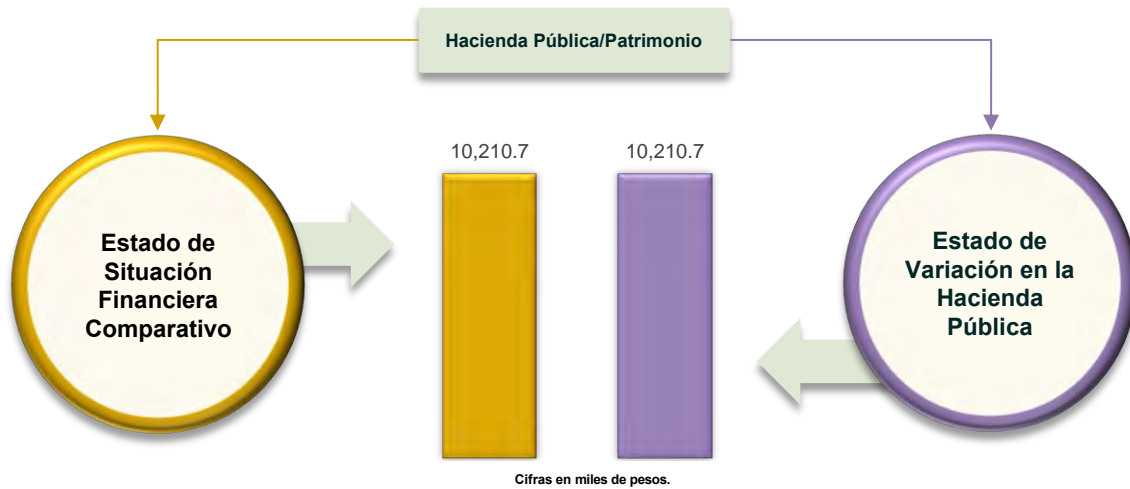 Hacienda Pública/Patrimonio
10,210.7
10,210.7
Estado de
Situación
Financiera
Comparativo
Estado de
Variación en la
Hacienda
Pública
Cifras en miles de pesos.